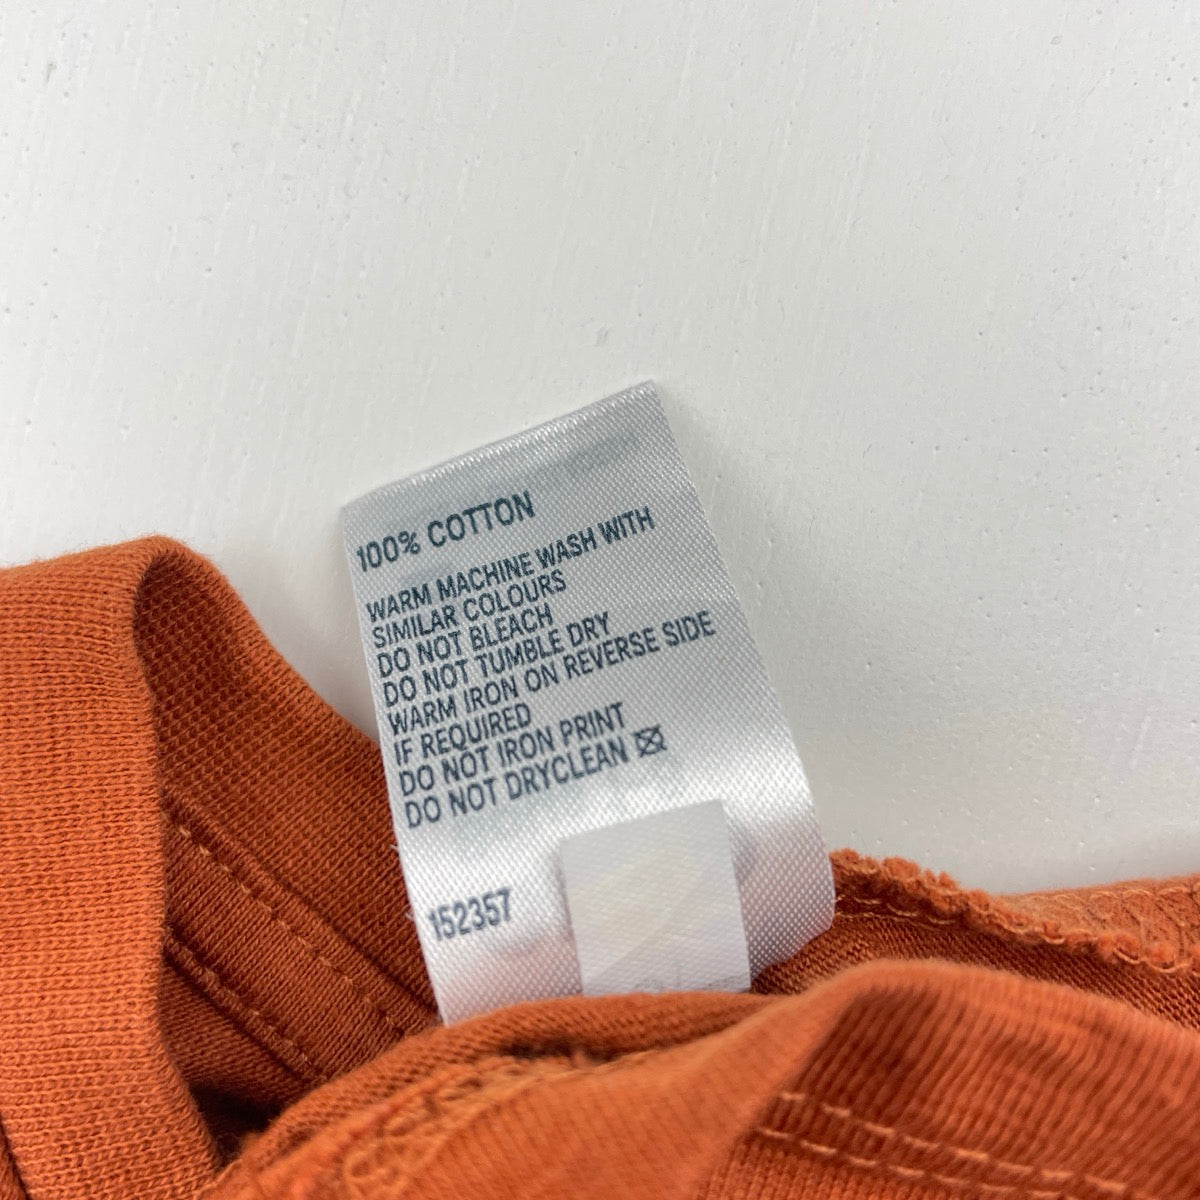 100% COTTON
WARM MACHINE WASH WITH
SIMILAR COLOURS
DO NOT BLEACH
DO NOT TUMBLE DRY
WARM IRON ON REVERSE SIDE
IF REQUIRED
DO NOT IRON PRINT
DO NOT DRYCLEAN
152357